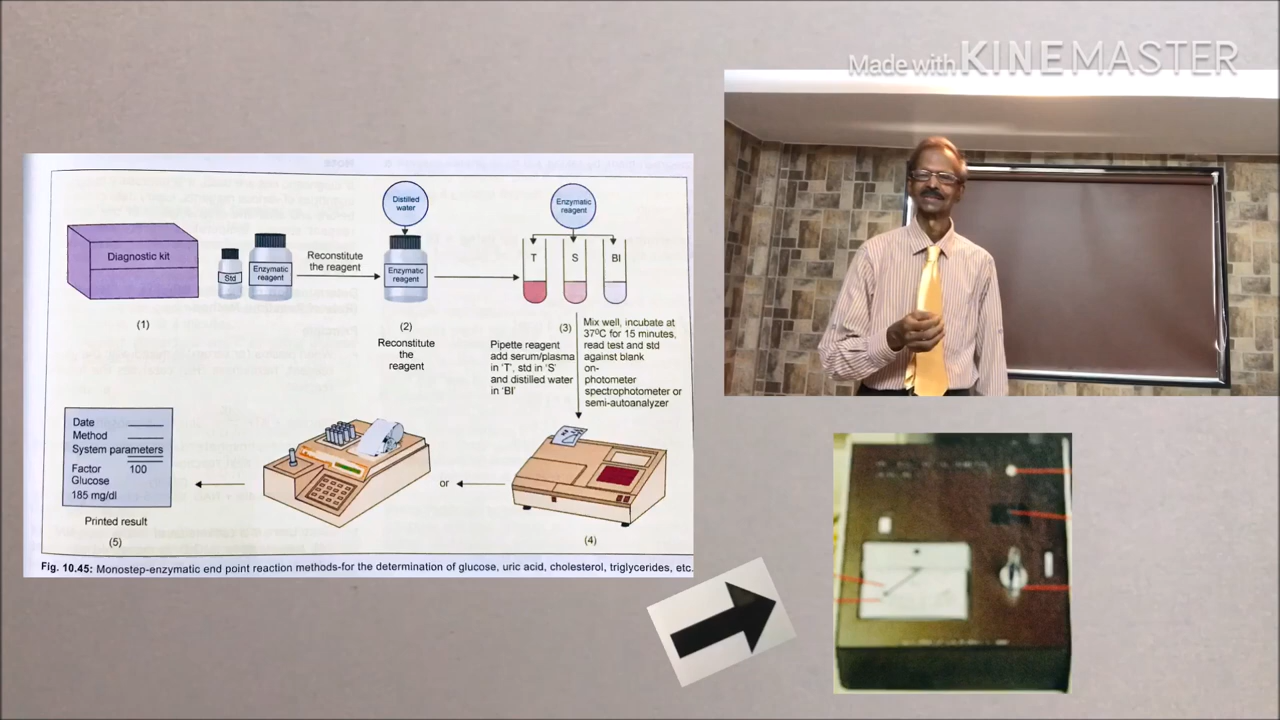 Made with KINEMASTER
Distilled
water
Enzymatic
reagent
Diagnostic kit
Std
Enzymatic
reagent
Reconstitute
the reagent
Enzymatic
reagent
T
S
Bl
(1)
(2)
Reconstitute
the
reagent
(3)
Pipette reagent
add serum/plasma
in 'T', std in 'S'
and distilled water
in 'Bl'
Mix well, incubate at
37⁰C for 15 minutes,
read test and std
against blank
on-
photometer
spectrophotometer or
semi-autoanalyzer
Date
Method
System parameters
Factor 100
Glucose
185 mg/dl
Printed result
(5)
or
(4)
Fig. 10.45: Monostep-enzymatic end point reaction methods-for the determination of glucose, uric acid, cholesterol, triglycerides, etc.